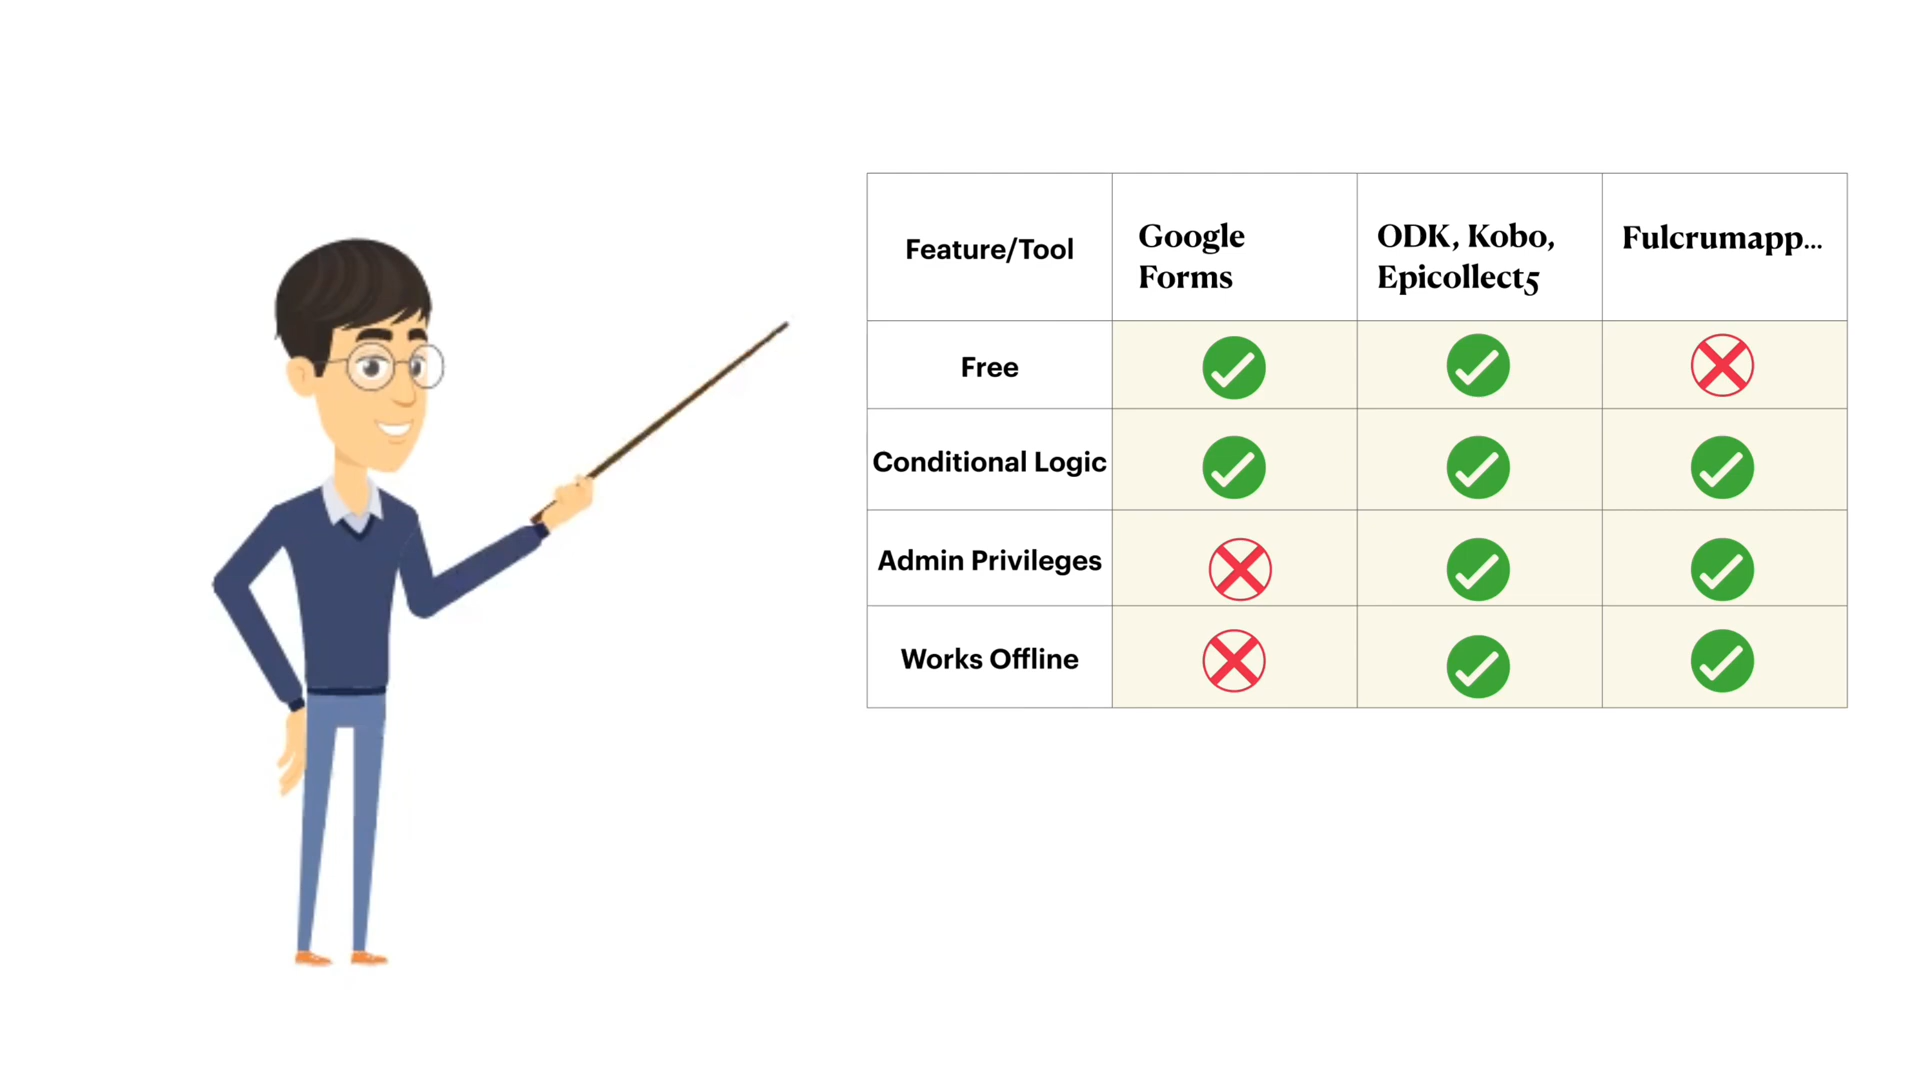 Feature/Tool
Google
Forms
ODK, Kobo,
Epicollect5
Fulcrumapp...
Free
Conditional Logic
Admin Privileges
Works Offline